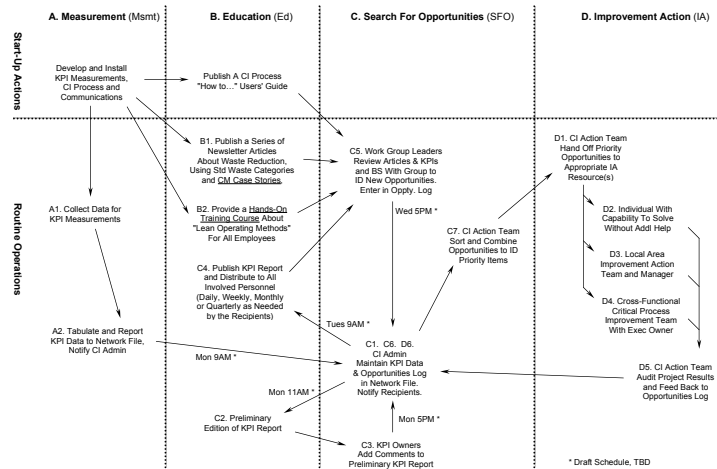 A. Measurement (Msmt)
B. Education (Ed)
C. Search For Opportunities (SFO)
D. Improvement Action (IA)
Start-Up Actions
Develop and Install
KPI Measurements,
CI Process and
Communications
Publish A CI Process
"How to…" Users' Guide
Routine Operations
A1. Collect Data for
KPI Measurements
A2. Tabulate and Report
KPI Data to Network File,
Notify CI Admin
Mon 9AM *
B1. Publish a Series of
Newsletter Articles
About Waste Reduction,
Using Std Waste Categories
and CM Case Stories.
B2. Provide a Hands-On
Training Course About
"Lean Operating Methods"
For All Employees
C4. Publish KPI Report
and Distribute to All
Involved Personnel
(Daily, Weekly, Monthly
or Quarterly as Needed
by the Recipients)
Tues 9AM *
Mon 11AM *
C2. Preliminary
Edition of KPI Report
C5. Work Group Leaders
Review Articles & KPIs
and BS With Group to
ID New Opportunities.
Enter in Oppty. Log
Wed 5PM *
C1. C6. D6.
CI Admin
Maintain KPI Data
& Opportunities Log
in Network File.
Notify Recipients.
Mon 5PM *
C3. KPI Owners
Add Comments to
Preliminary KPI Report
C7. CI Action Team
Sort and Combine
Opportunities to ID
Priority Items
D1. CI Action Team
Hand Off Priority
Opportunities to
Appropriate IA
Resource(s)
D2. Individual With
Capability To Solve
Without Addl Help
D3. Local Area
Improvement Action
Team and Manager
D4. Cross-Functional
Critical Process
Improvement Team
With Exec Owner
D5. CI Action Team
Audit Project Results
and Feed Back to
Opportunities Log
* Draft Schedule, TBD